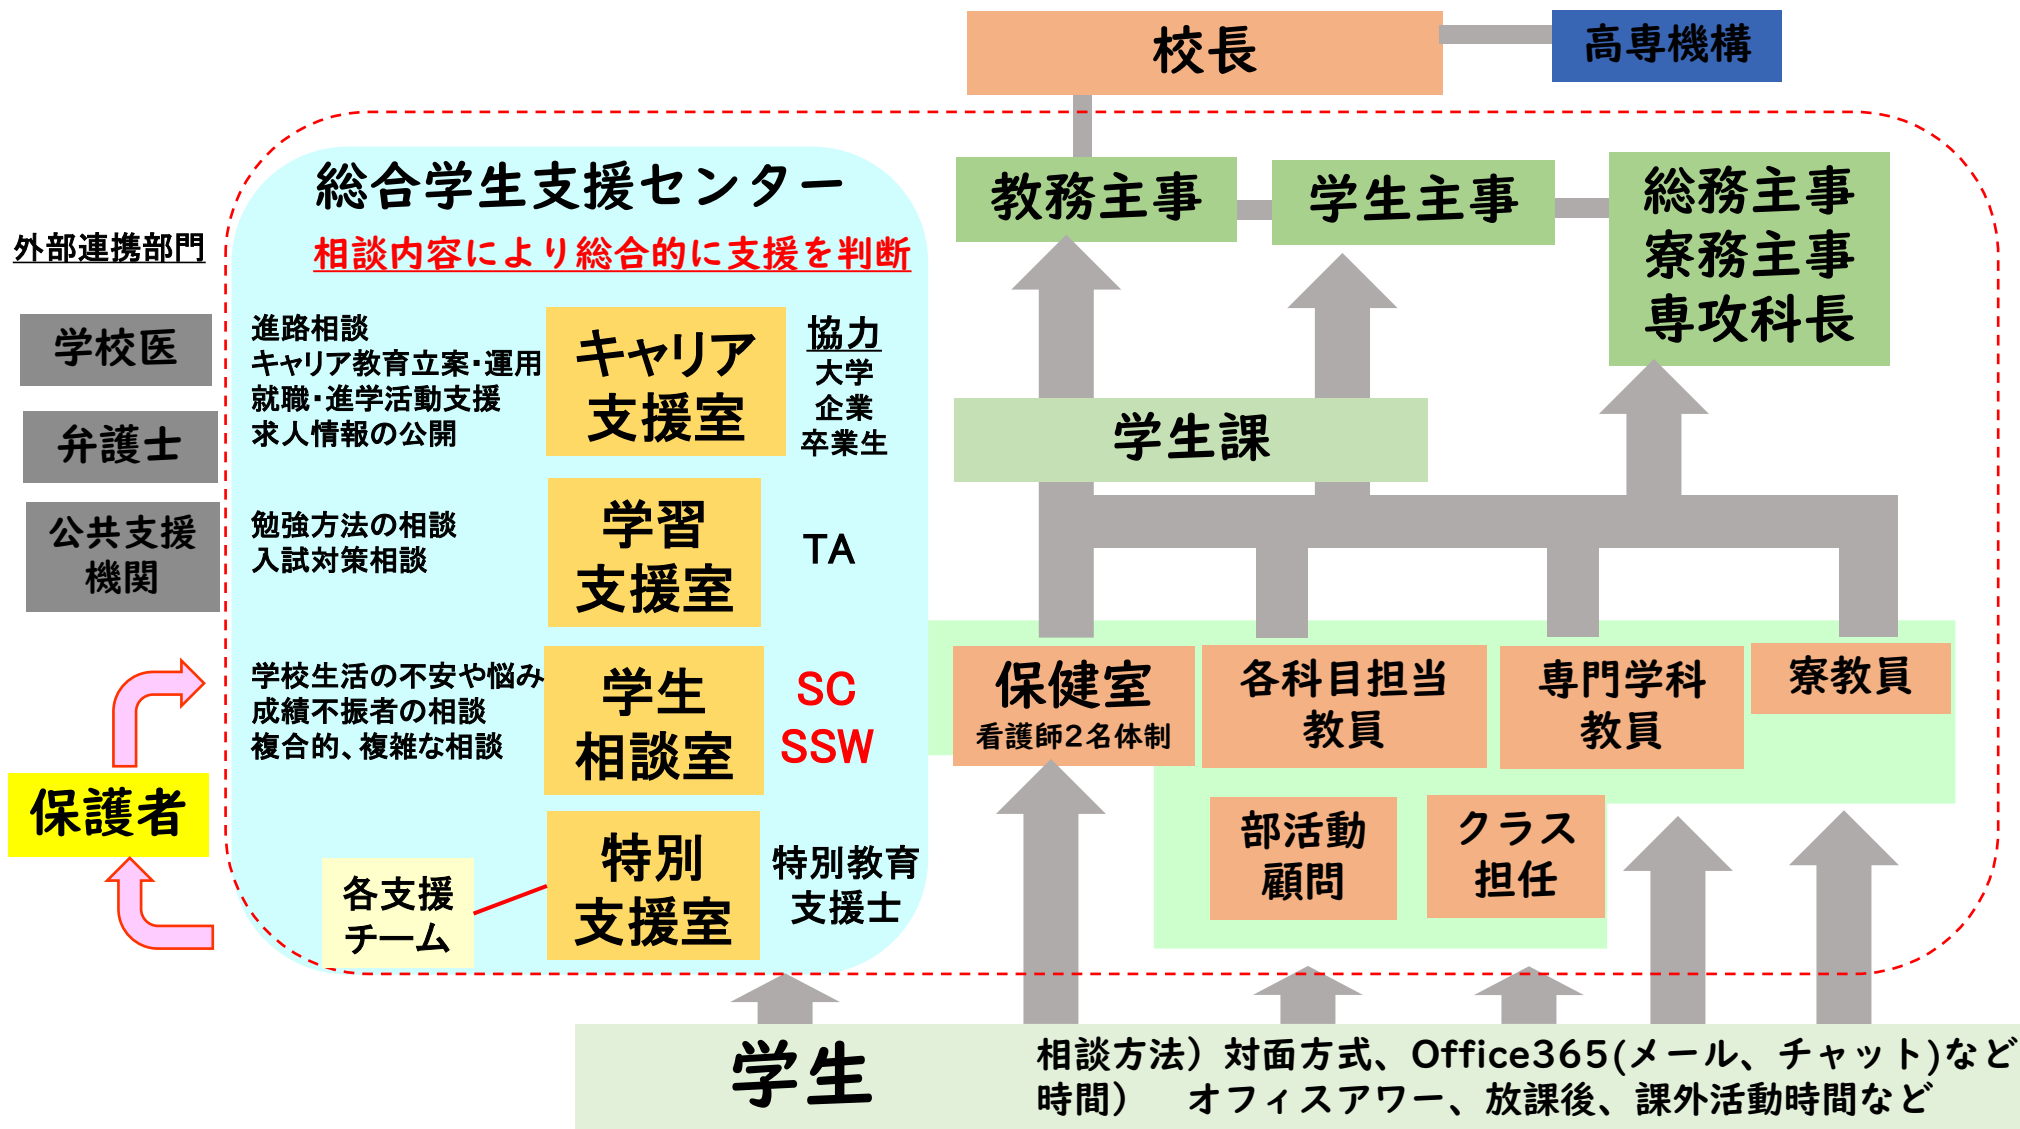 校長
高専機構
総合学生支援センター
相談内容により総合的に支援を判断
教務主事
学生主事
総務主事
寮務主事
専攻科長
外部連携部門
学校医
弁護士
公共支援
機関
進路相談
キャリア教育立案・運用
就職・進学活動支援
求人情報の公開
キャリア
支援室
協力
大学
企業
卒業生
学生課
勉強方法の相談
入試対策相談
学習
支援室
TA
学校生活の不安や悩み
成績不振者の相談
複合的、複雑な相談
学生
相談室
SC
SSW
保健室
看護師2名体制
各科目担当
教員
専門学科
教員
寮教員
保護者
各支援
チーム
特別
支援室
特別教育
支援士
部活動
顧問
クラス
担任
学生
相談方法）対面方式、Office365(メール、チャット)など
時間）　オフィスアワー、放課後、課外活動時間など